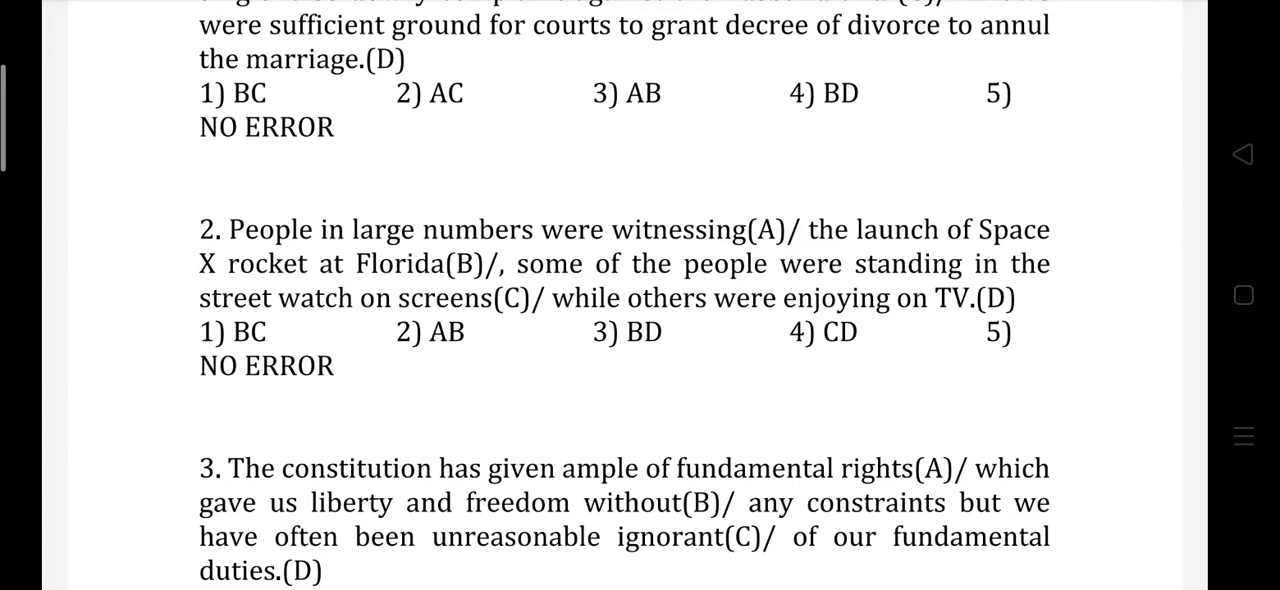 were sufficient ground for courts to grant decree of divorce to annul
the marriage.(D)
1) BC 2) AC 3) AB 4) BD 5)
NO ERROR
2. People in large numbers were witnessing(A)/ the launch of Space
X rocket at Florida(B)/, some of the people were standing in the
street watch on screens(C)/ while others were enjoying on TV.(D)
1) BC 2) AB 3) BD 4) CD 5)
NO ERROR
3. The constitution has given ample of fundamental rights(A)/ which
gave us liberty and freedom without(B)/ any constraints but we
have often been unreasonable ignorant(C)/ of our fundamental
duties.(D)